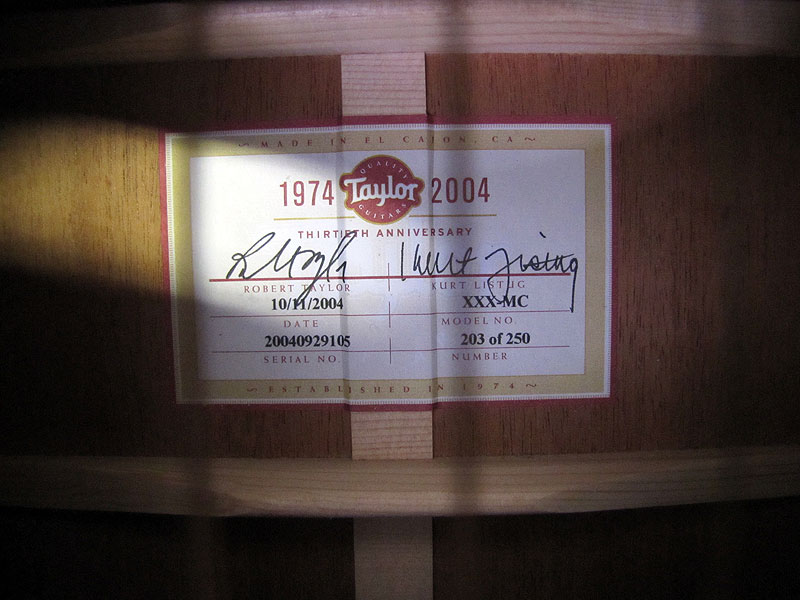 ~ MADE IN EL CAJON, CA ~
QUALITY
1974 Taylor 2004
GUITARS
THIRTIETH ANNIVERSARY
ROBERT TAYLOR KURT LISTUG
10/11/2004 XXX-MC
DATE MODEL NO.
20040929105 203 of 250
SERIAL NO. NUMBER
~ ESTABLISHED IN 1974 ~